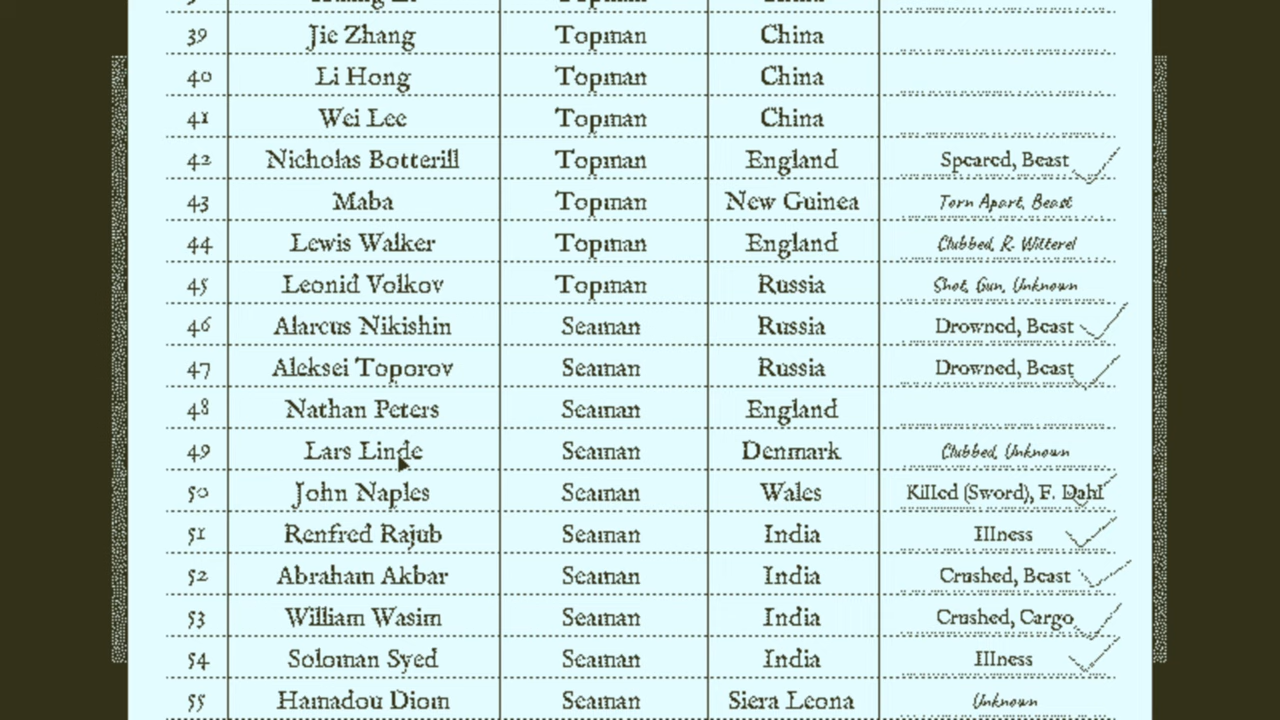 39 Jie Zhang Topman China
40 Li Hong Topman China
41 Wei Lee Topman China
42 Nicholas Botterill Topman England Speared, Beast
43 Maba Topman New Guinea Torn Apart, Beast
44 Lewis Walker Topman England Clubbed, R. Witterel
45 Leonid Volkov Topman Russia Shot, Gun, Unknown
46 Alarcus Nikishin Seaman Russia Drowned, Beast
47 Aleksei Toporov Seaman Russia Drowned, Beast
48 Nathan Peters Seaman England
49 Lars Linde Seaman Denmark Clubbed, Unknown
50 John Naples Seaman Wales Killed (Sword), F. Dahl
51 Renfred Rajub Seaman India Illness
52 Abraham Akbar Seaman India Crushed, Beast
53 William Wasim Seaman India Crushed, Cargo
54 Soloman Syed Seaman India Illness
55 Hamadou Diom Seaman Siera Leona Unknown